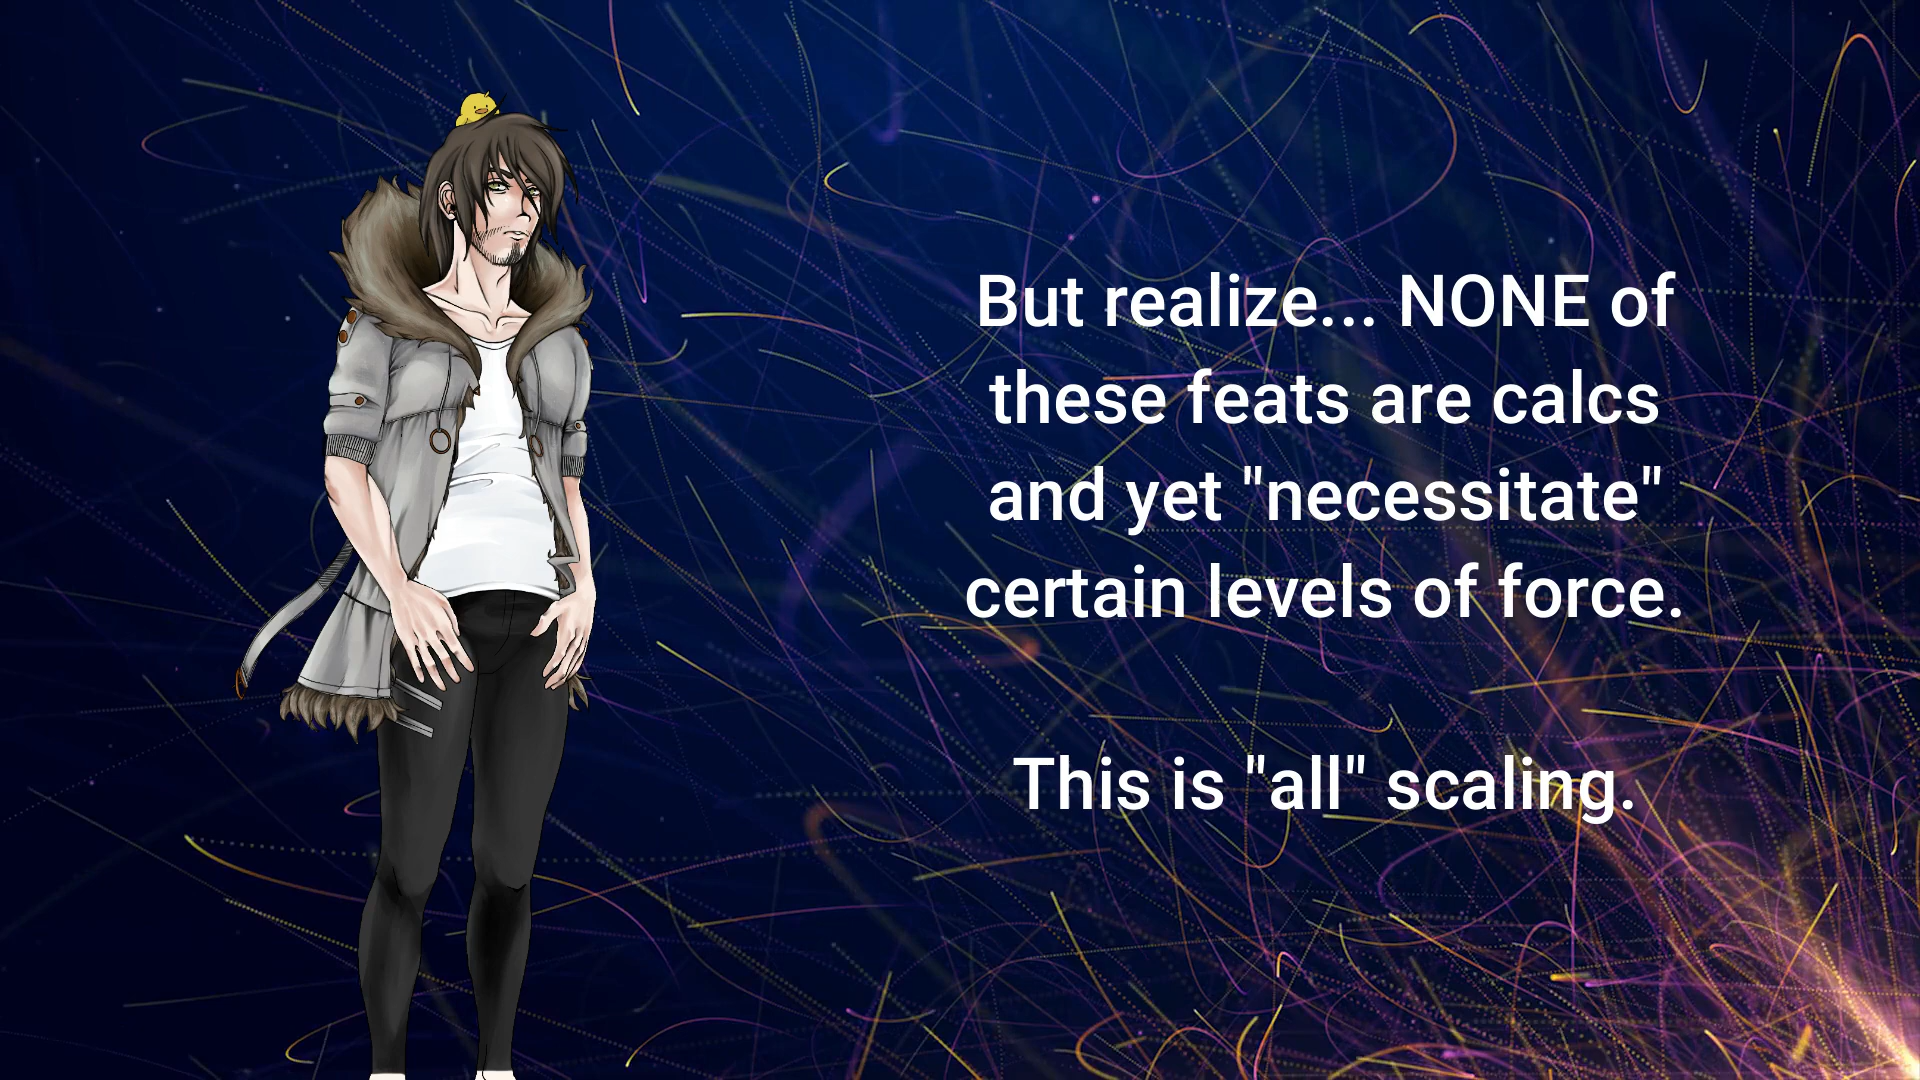 But realize... NONE of
these feats are calcs
and yet "necessitate"
certain levels of force.
This is "all" scaling.